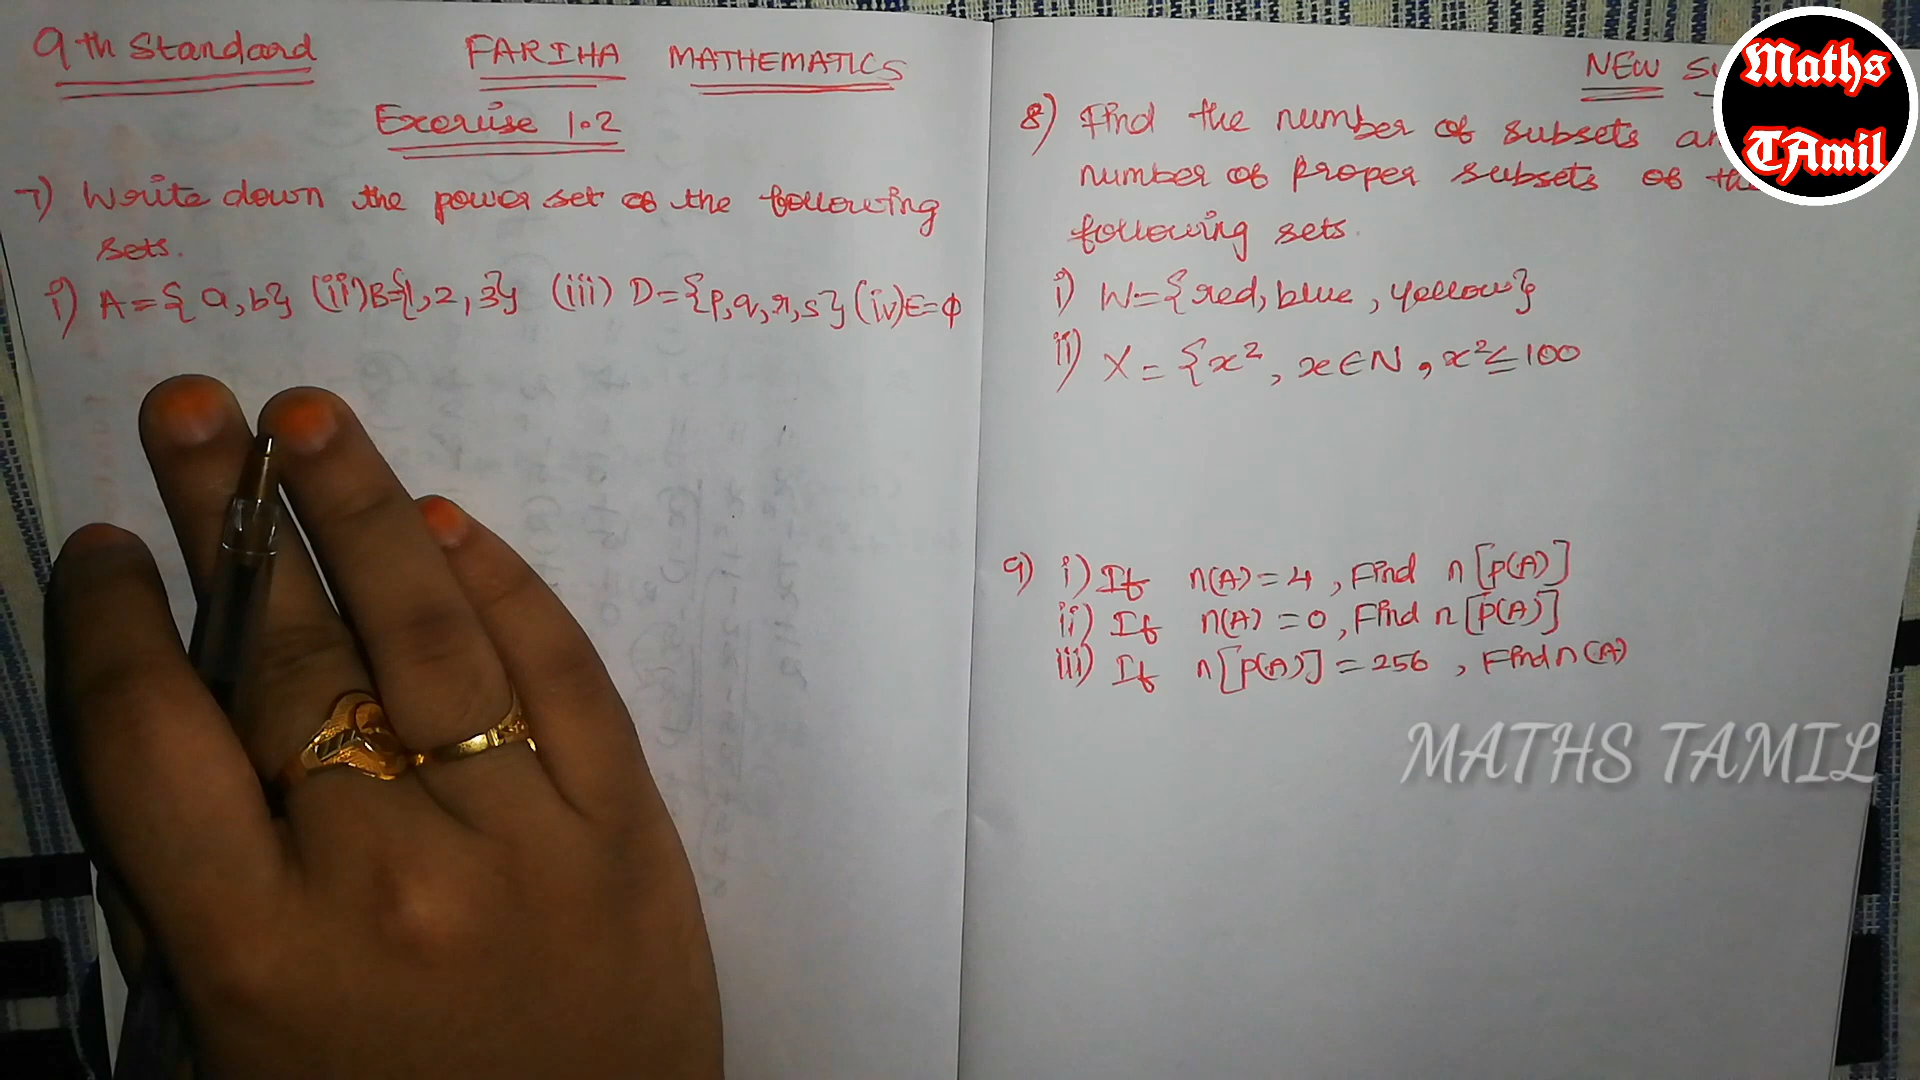 9th Standard FARIHA MATHEMATICS
Exercise 1.2
7) Write down the power set of the following
sets.
i) A={a,b} (ii)B={1,2,3} (iii) D={p,q,r,s} (iv)E=ϕ
NEW
8) Find the number of subsets
number of proper subsets of
following sets.
i) W={red, blue, yellow}
ii) X={x², x∈N, x²≤100
9) i) If n(A)=4, Find n[p(A)]
ii) If n(A)=0, Find n[p(A)]
iii) If n[p(A)]=256, Find n(A)
Maths
TAmil
MATHS TAMIL